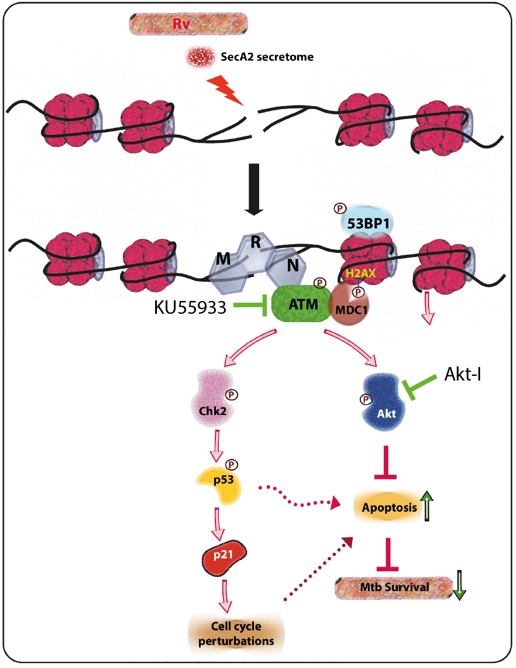 Rv
SecA2 secretome
P
53BP1
M
R
N
H2AX
P
P
KU55933
ATM
MDC1
Akt-I
P
Chk2
P
Akt
P
p53
Apoptosis
p21
Mtb Survival
Cell cycle
perturbations